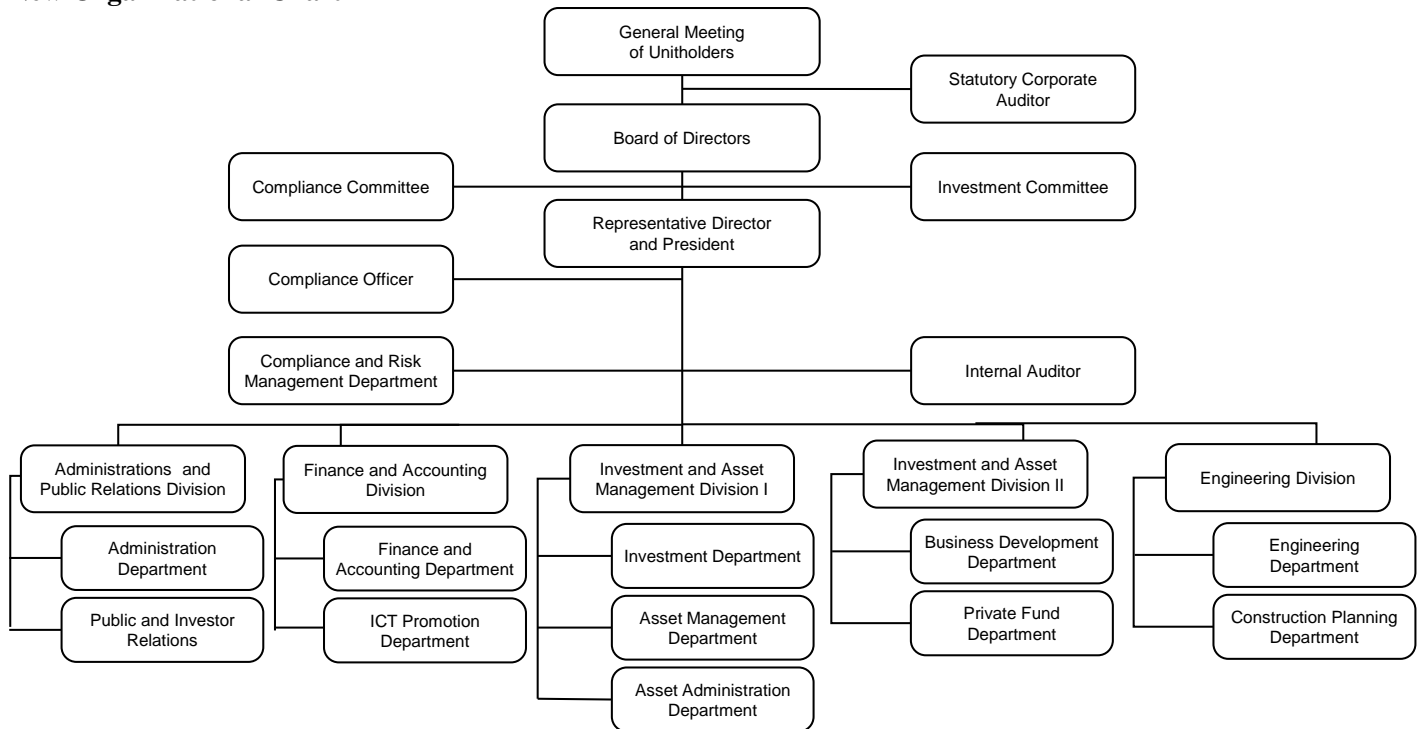 General Meeting
of Unitholders
Statutory Corporate
Auditor
Board of Directors
Compliance Committee
Investment Committee
Representative Director
and President
Compliance Officer
Compliance and Risk
Management Department
Internal Auditor
Administrations and
Public Relations Division
Finance and Accounting
Division
Investment and Asset
Management Division I
Investment and Asset
Management Division II
Engineering Division
Administration
Department
Finance and
Accounting Department
Investment Department
Business Development
Department
Engineering
Department
Public and Investor
Relations
ICT Promotion
Department
Asset Management
Department
Private Fund
Department
Construction Planning
Department
Asset Administration
Department